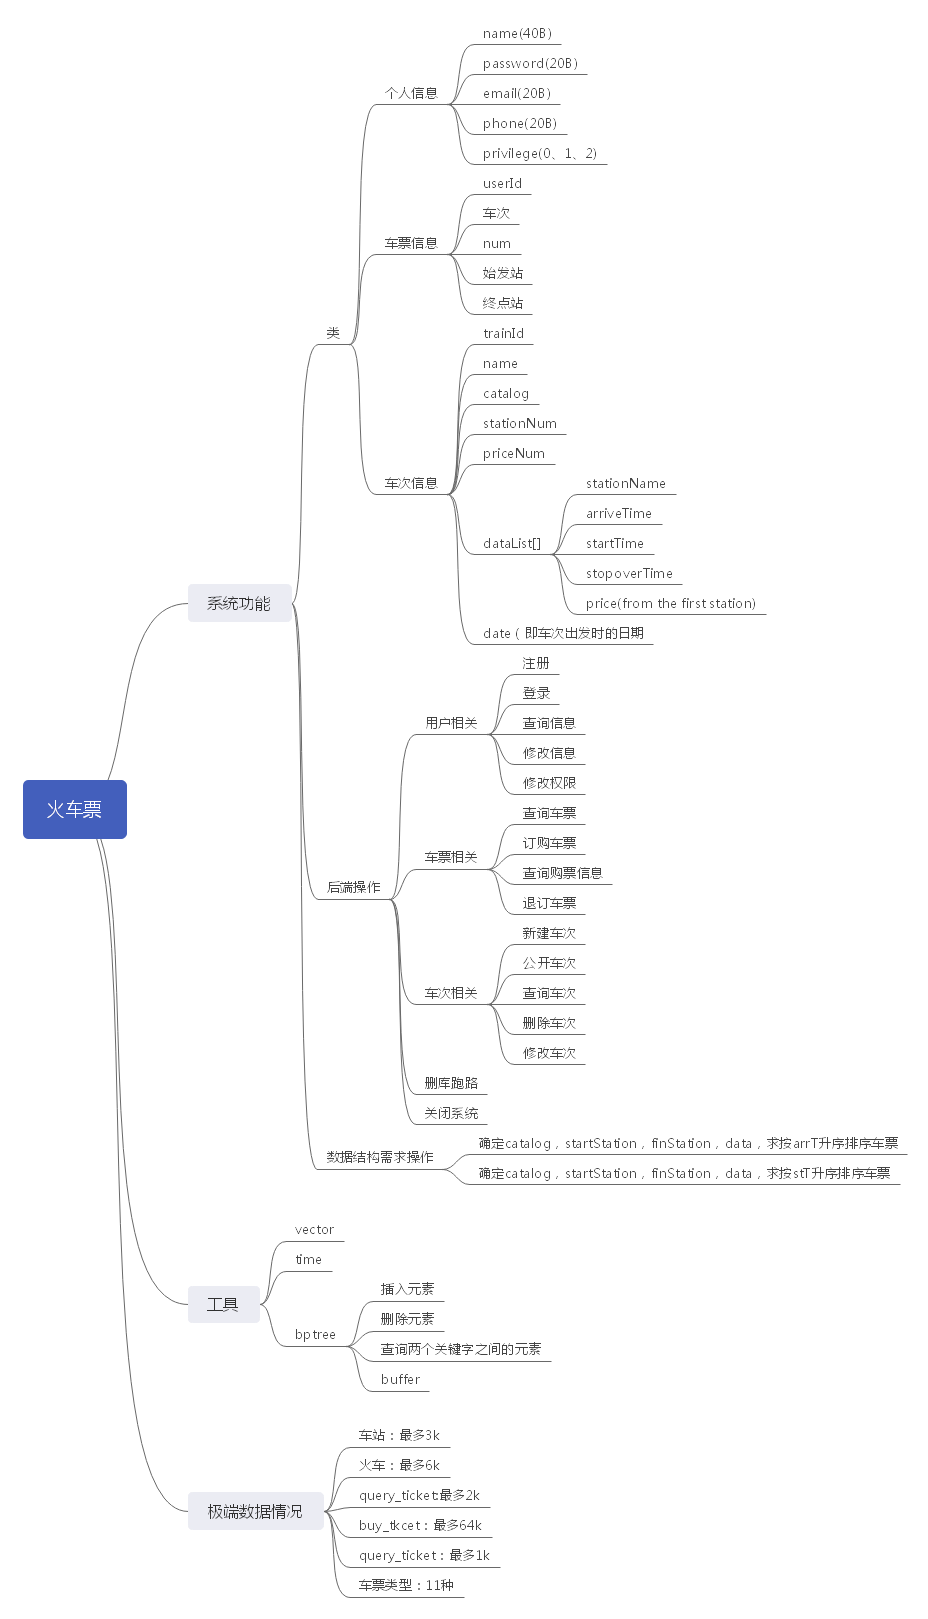 火车票
系统功能
类
个人信息
name(40B)
password(20B)
email(20B)
phone(20B)
privilege(0、1、2)
车票信息
userId
车次
num
始发站
终点站
车次信息
trainId
name
catalog
stationNum
priceNum
dataList[]
stationName
arriveTime
startTime
stopoverTime
price(from the first station)
date（即车次出发时的日期
后端操作
用户相关
注册
登录
查询信息
修改信息
修改权限
车票相关
查询车票
订购车票
查询购票信息
退订车票
车次相关
新建车次
公开车次
查询车次
删除车次
修改车次
删库跑路
关闭系统
数据结构需求操作
确定catalog，startStation，finStation，data，求按arrT升序排序车票
确定catalog，startStation，finStation，data，求按stT升序排序车票
工具
vector
time
bptree
插入元素
删除元素
查询两个关键字之间的元素
buffer
极端数据情况
车站：最多3k
火车：最多6k
query_ticket:最多2k
buy_tkcet：最多64k
query_ticket：最多1k
车票类型：11种